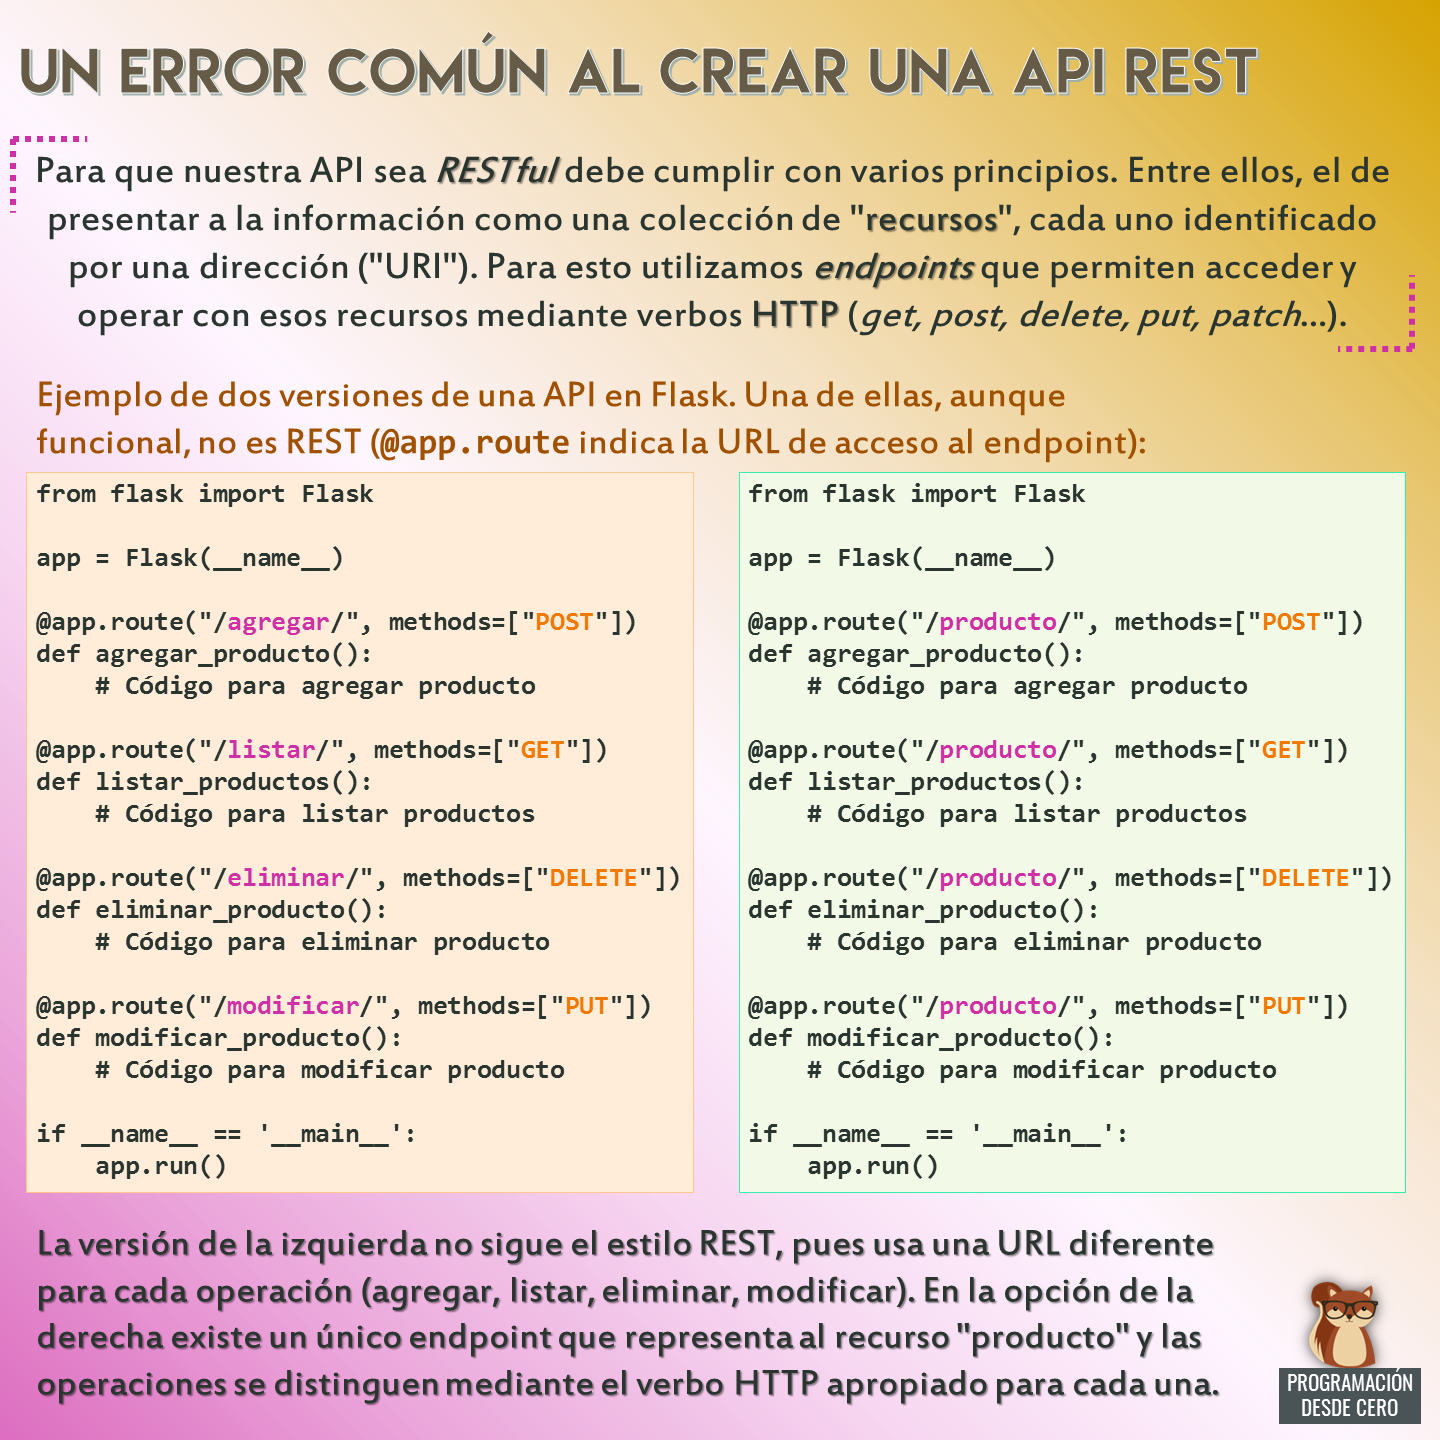 UN ERROR COMÚN AL CREAR UNA API REST
Para que nuestra API sea RESTful debe cumplir con varios principios. Entre ellos, el de
presentar a la información como una colección de "recursos", cada uno identificado
por una dirección ("URI"). Para esto utilizamos endpoints que permiten acceder y
operar con esos recursos mediante verbos HTTP (get, post, delete, put, patch...).
Ejemplo de dos versiones de una API en Flask. Una de ellas, aunque
funcional, no es REST (@app.route indica la URL de acceso al endpoint):
from flask import Flask
app = Flask(__name__)
@app.route("/agregar/", methods=["POST"])
def agregar_producto():
    # Código para agregar producto
@app.route("/listar/", methods=["GET"])
def listar_productos():
    # Código para listar productos
@app.route("/eliminar/", methods=["DELETE"])
def eliminar_producto():
    # Código para eliminar producto
@app.route("/modificar/", methods=["PUT"])
def modificar_producto():
    # Código para modificar producto
if __name__ == '__main__':
    app.run()
from flask import Flask
app = Flask(__name__)
@app.route("/producto/", methods=["POST"])
def agregar_producto():
    # Código para agregar producto
@app.route("/producto/", methods=["GET"])
def listar_productos():
    # Código para listar productos
@app.route("/producto/", methods=["DELETE"])
def eliminar_producto():
    # Código para eliminar producto
@app.route("/producto/", methods=["PUT"])
def modificar_producto():
    # Código para modificar producto
if __name__ == '__main__':
    app.run()
La versión de la izquierda no sigue el estilo REST, pues usa una URL diferente
para cada operación (agregar, listar, eliminar, modificar). En la opción de la
derecha existe un único endpoint que representa al recurso "producto" y las
operaciones se distinguen mediante el verbo HTTP apropiado para cada una.
PROGRAMACIÓN
DESDE CERO